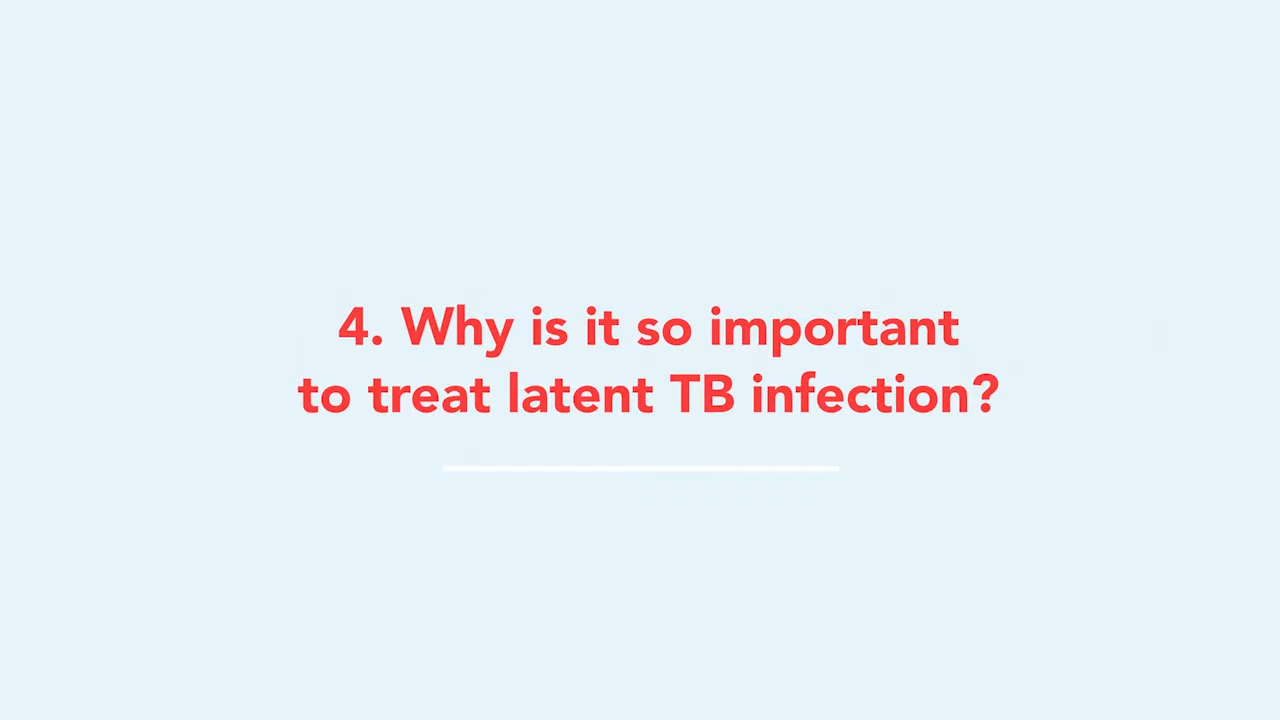 4. Why is it so important
to treat latent TB infection?